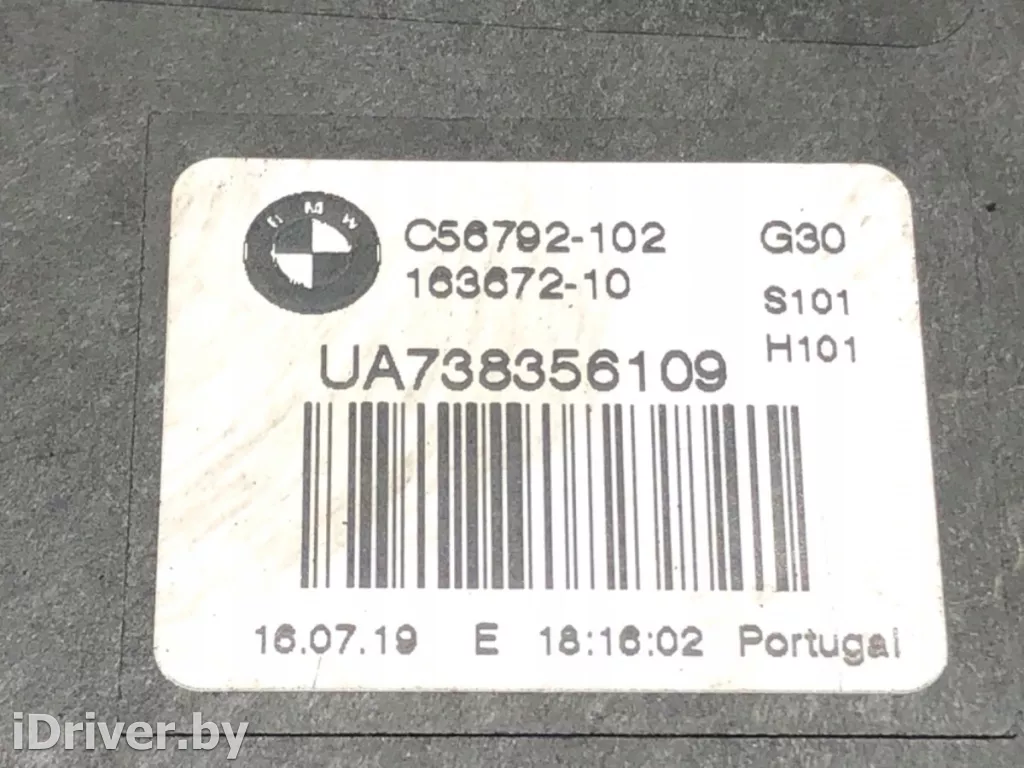 BMW
C56792-102 G30
163672-10 S101
H101
UA738356109
16.07.19 E 18:16:02 Portugal
iDriver.by